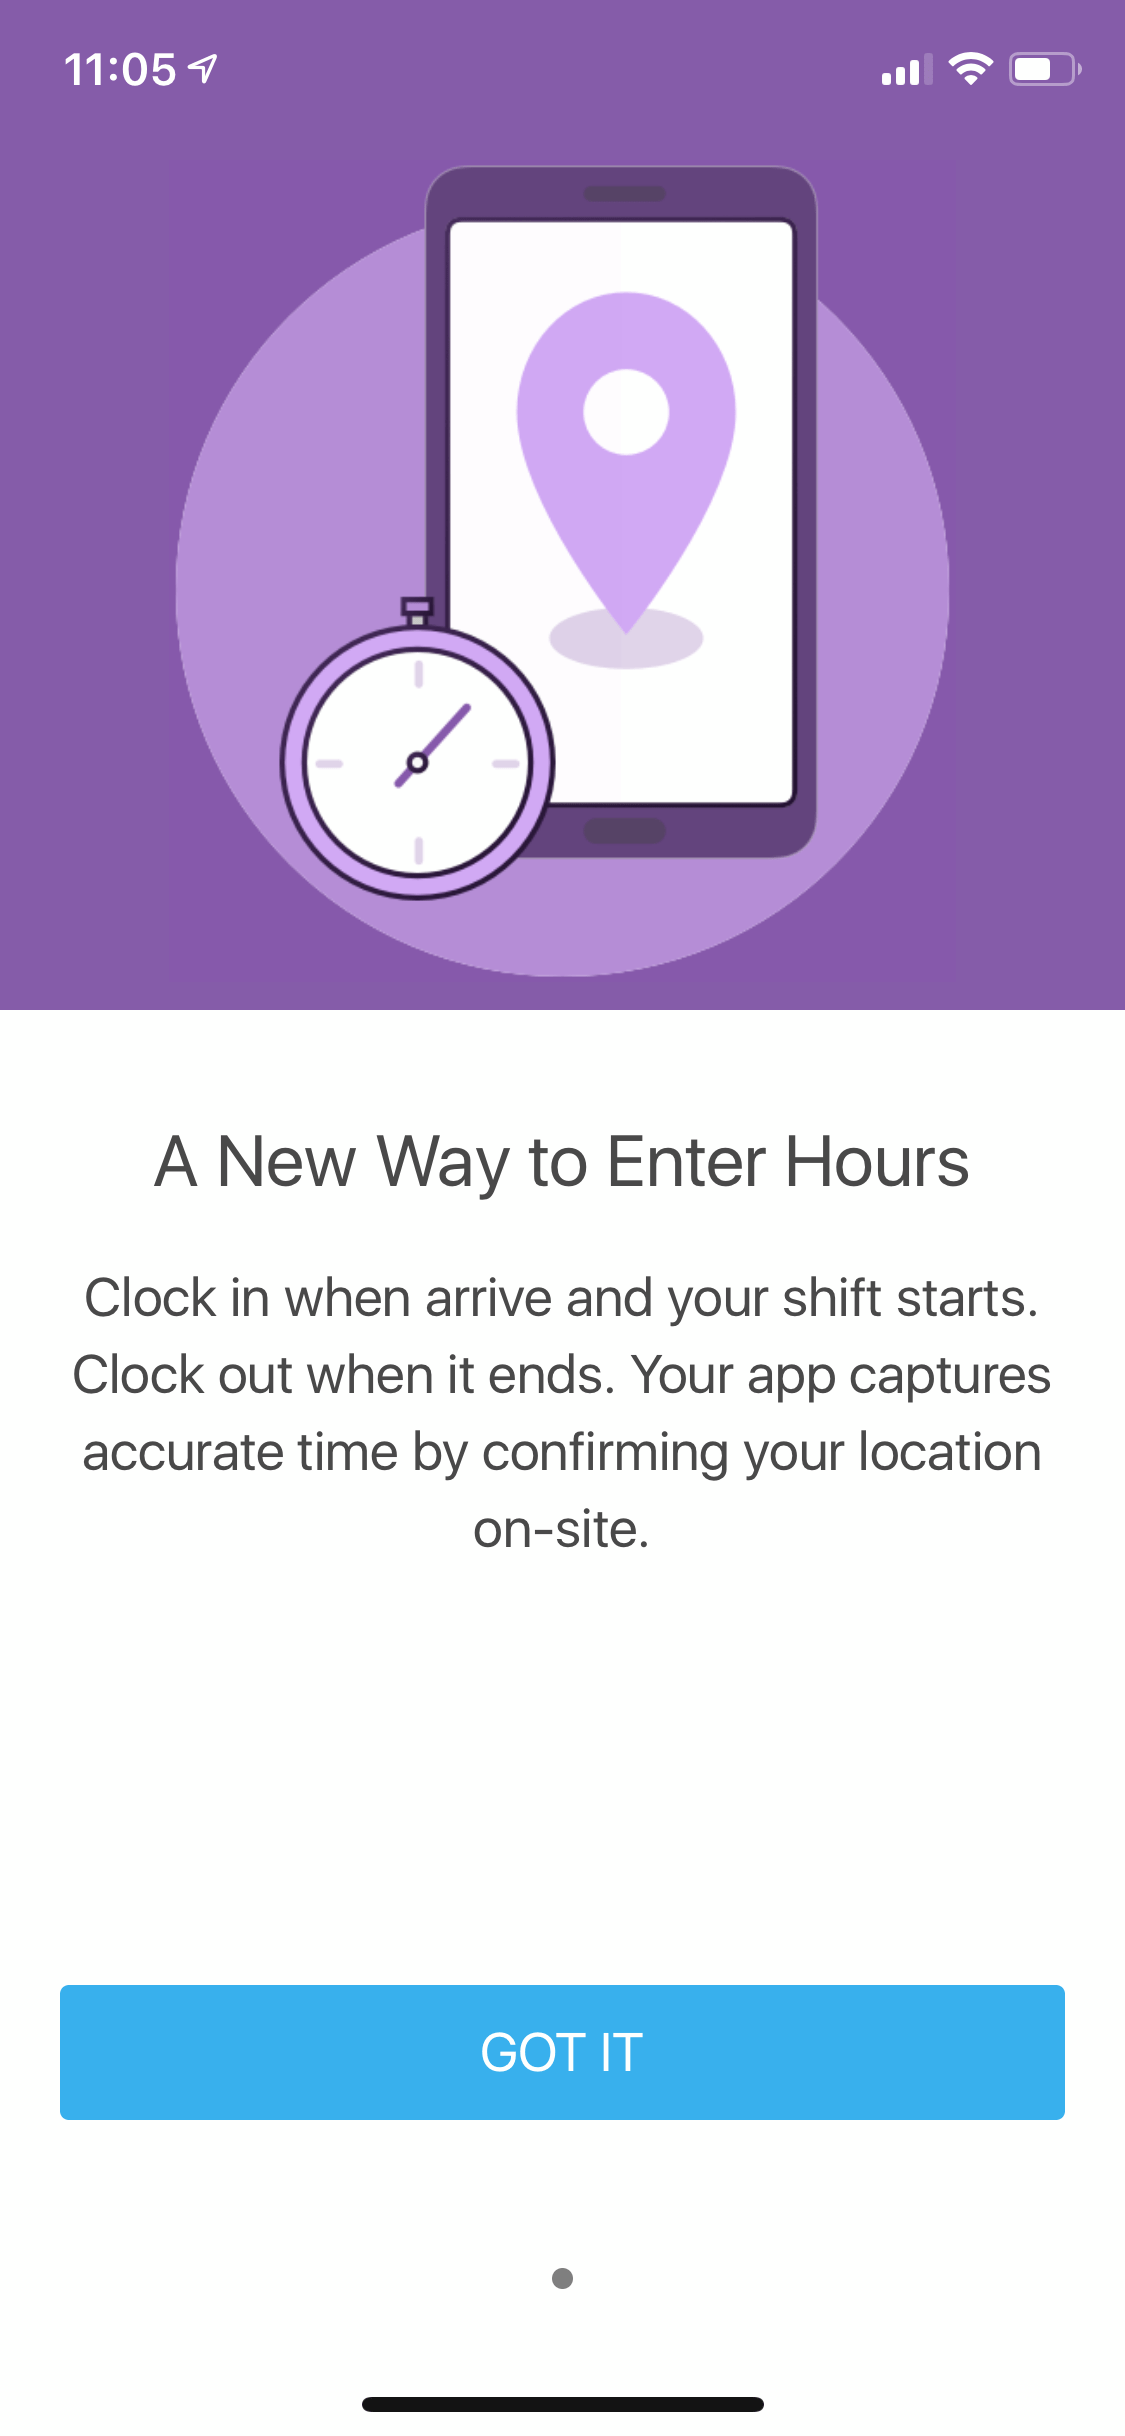 11:05
A New Way to Enter Hours
Clock in when arrive and your shift starts.
Clock out when it ends. Your app captures
accurate time by confirming your location
on-site.
GOT IT